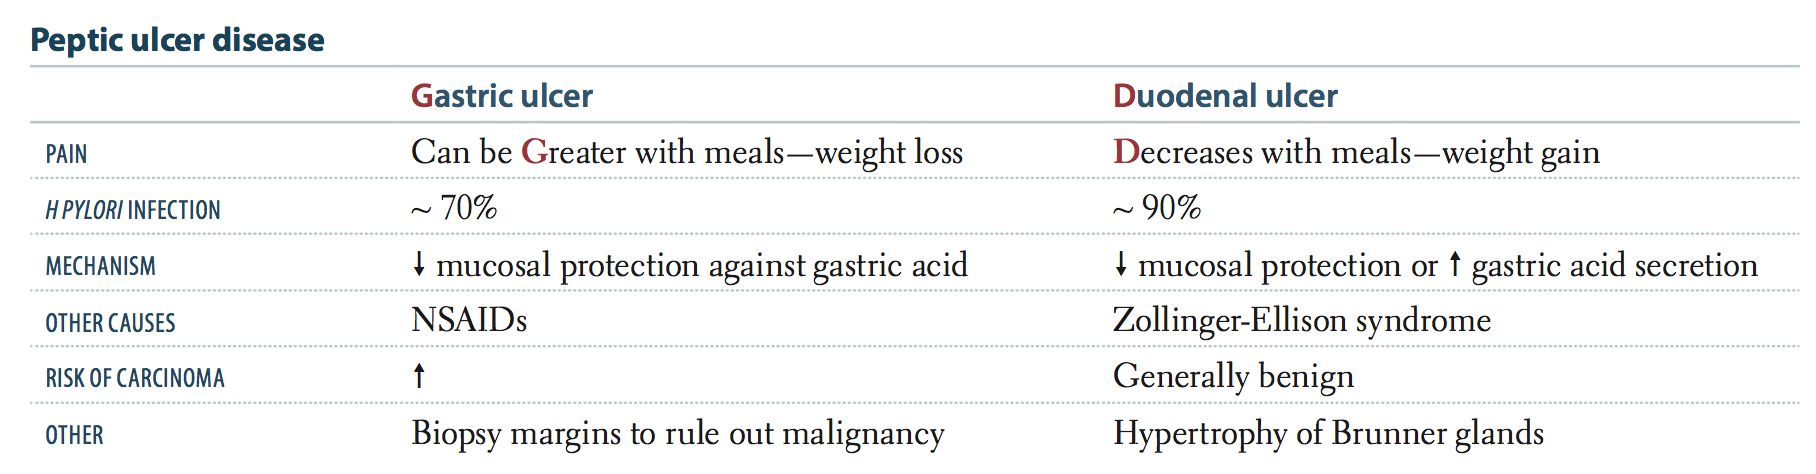 Peptic ulcer disease
Gastric ulcer Duodenal ulcer
PAIN Can be Greater with meals—weight loss Decreases with meals—weight gain
H PYLORI INFECTION ~ 70% ~ 90%
MECHANISM ↓ mucosal protection against gastric acid ↓ mucosal protection or ↑ gastric acid secretion
OTHER CAUSES NSAIDs Zollinger-Ellison syndrome
RISK OF CARCINOMA ↑ Generally benign
OTHER Biopsy margins to rule out malignancy Hypertrophy of Brunner glands